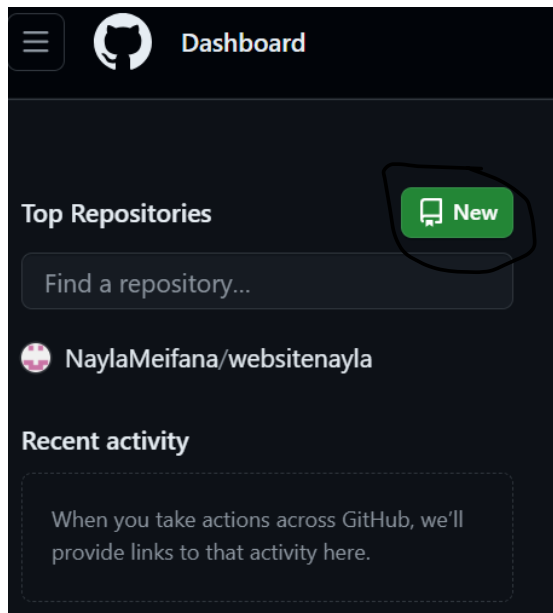 Dashboard
Top Repositories
New
Find a repository...
NaylaMeifana/websitenayla
Recent activity
When you take actions across GitHub, we'll
provide links to that activity here.